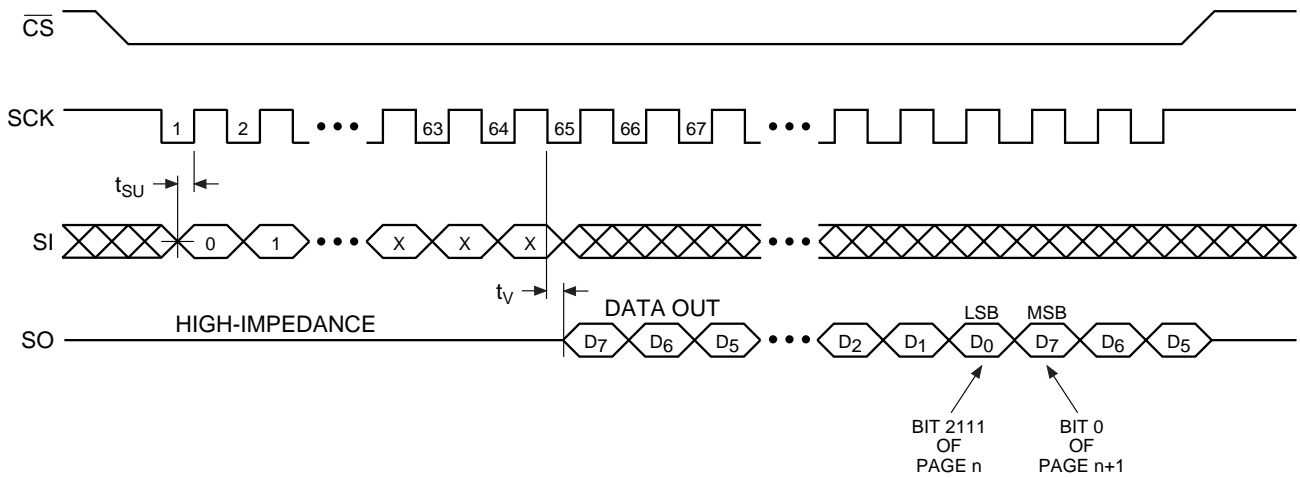 CS
SCK
1 2 ••• 63 64 65 66 67 •••
tSU
SI
0 1 ••• X X X •••
tV
HIGH-IMPEDANCE
DATA OUT
LSB MSB
SO
D7 D6 D5 ••• D2 D1 D0 D7 D6 D5
BIT 2111
OF
PAGE n
BIT 0
OF
PAGE n+1